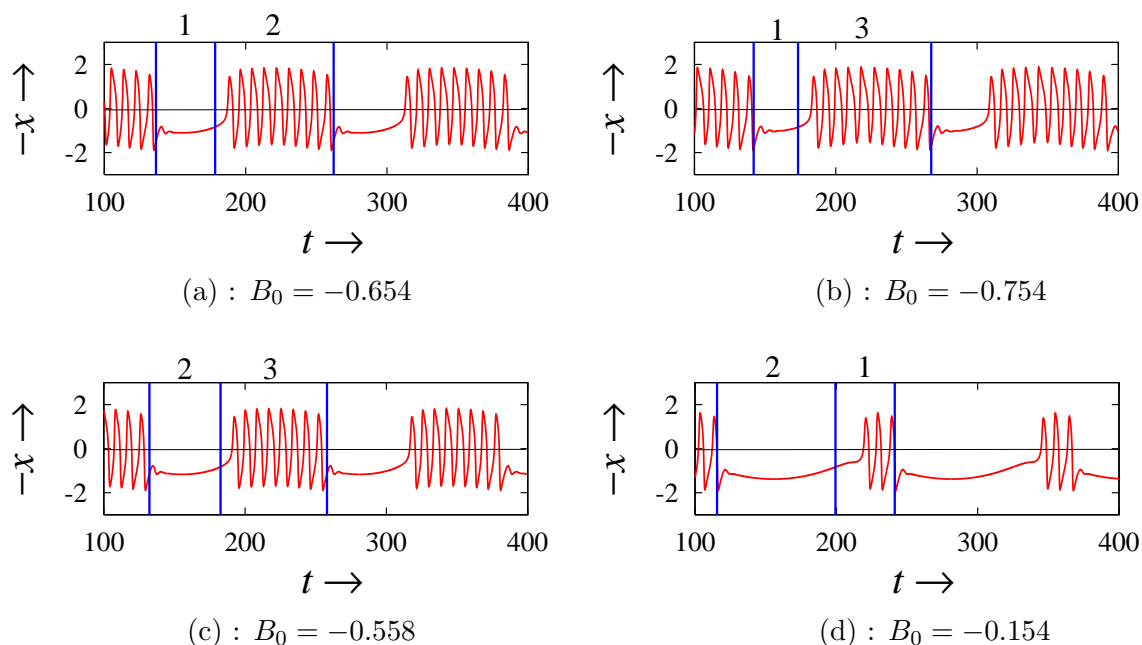 1 2
2
0
-2
−x →
100 200 300 400
t →
(a) : B₀ = −0.654
1 3
2
0
-2
−x →
100 200 300 400
t →
(b) : B₀ = −0.754
2 3
2
0
-2
−x →
100 200 300 400
t →
(c) : B₀ = −0.558
2 1
2
0
-2
−x →
100 200 300 400
t →
(d) : B₀ = −0.154